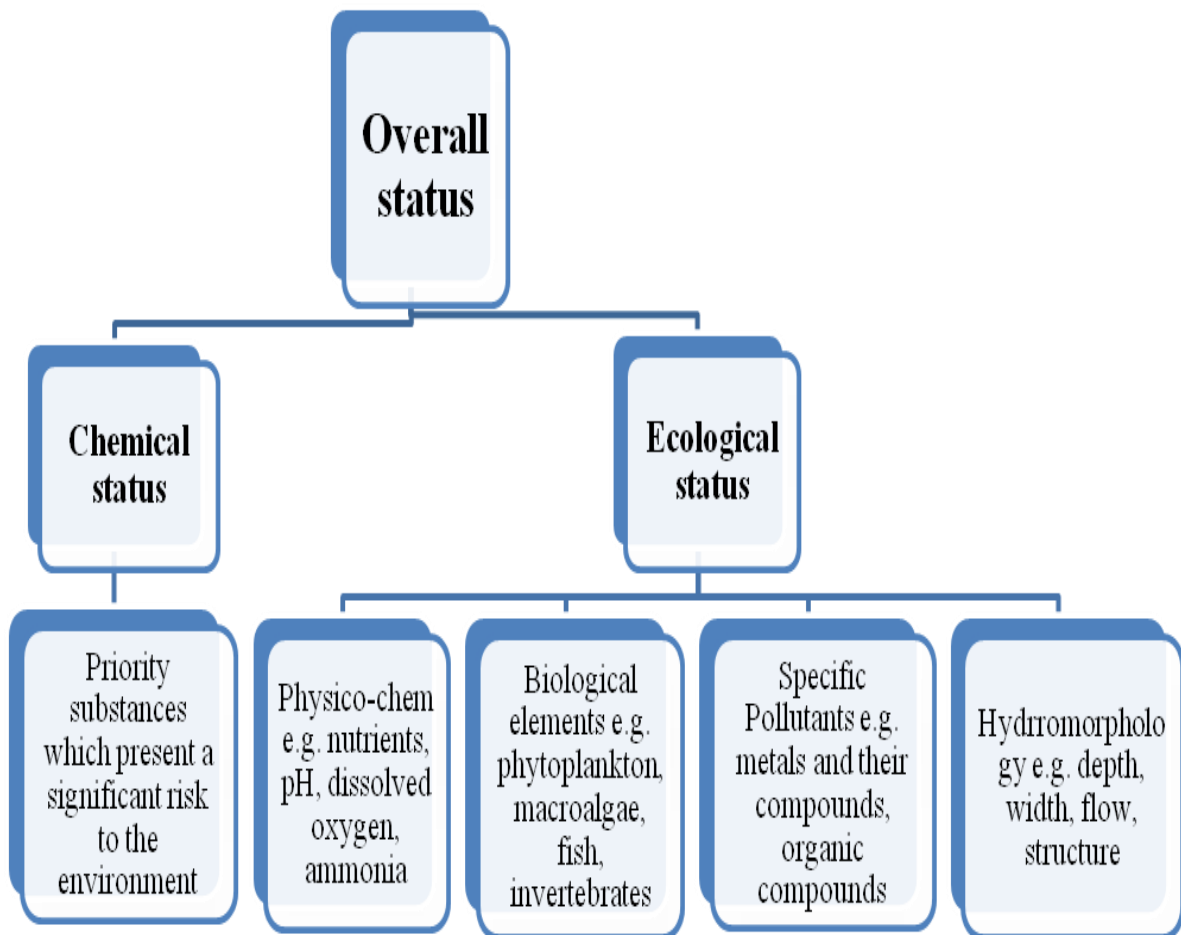 Overall
status
Chemical
status
Ecological
status
Priority
substances
which present a
significant risk
to the
environment
Physico-chem
e.g. nutrients,
pH, dissolved
oxygen,
ammonia
Biological
elements e.g.
phytoplankton,
macroalgae,
fish,
invertebrates
Specific
Pollutants e.g.
metals and their
compounds,
organic
compounds
Hydrromorpholo
gy e.g. depth,
width, flow,
structure